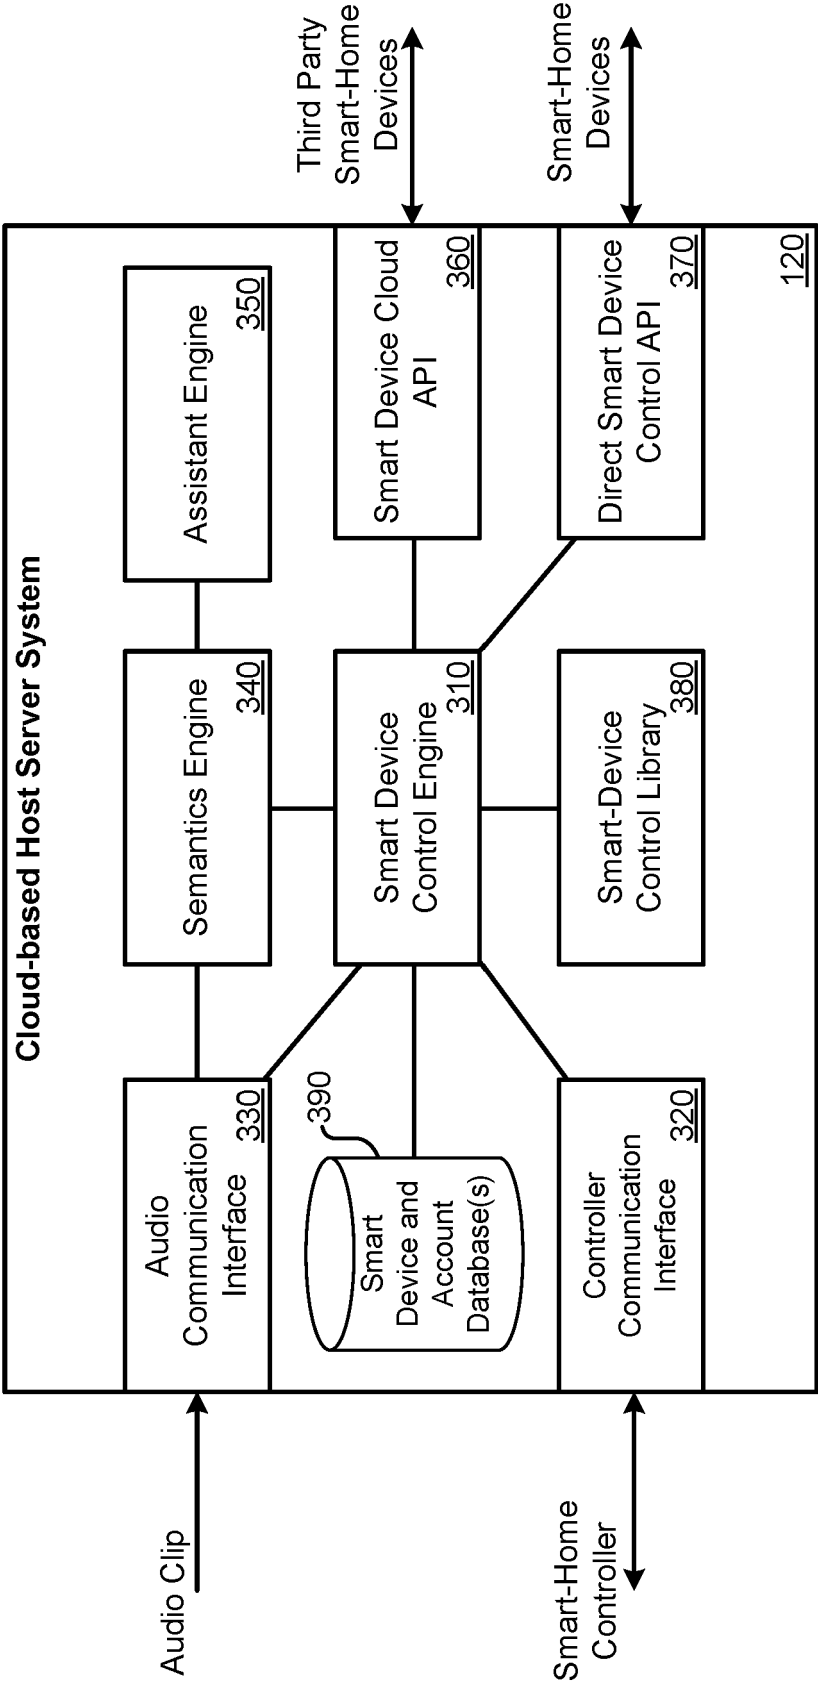 Cloud-based Host Server System
Audio Clip
Audio
Communication
Interface
330
Semantics Engine
340
Assistant Engine
350
390
Smart
Device and
Account
Database(s)
Smart Device
Control Engine
310
Smart Device Cloud
API
360
Third Party
Smart-Home
Devices
Smart-Home
Controller
Controller
Communication
Interface
320
Smart-Device
Control Library
380
Direct Smart Device
Control API
370
Smart-Home
Devices
120